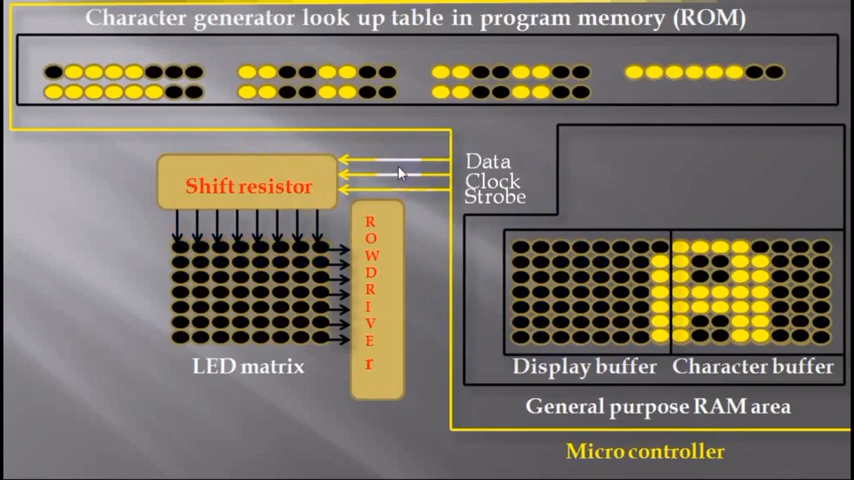 Character generator look up table in program memory (ROM)
Data
Clock
Strobe
Shift resistor
ROWDRIVEr
LED matrix
Display buffer
Character buffer
General purpose RAM area
Micro controller